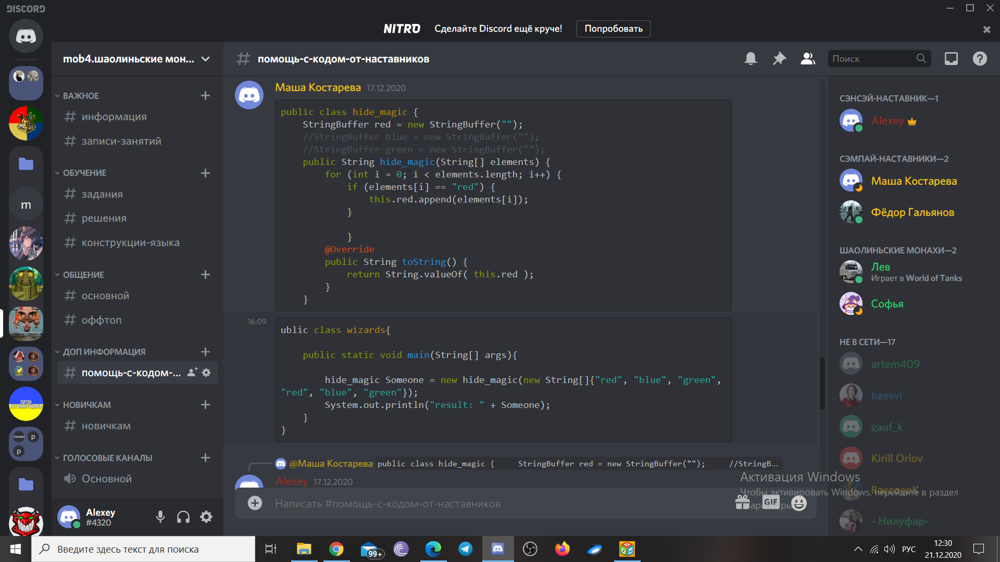 DISCORD
NITRO Сделайте Discord ещё круче! Попробовать
mob4.шаолиньские мон...
ВАЖНОЕ
информация
записи-занятий
ОБУЧЕНИЕ
задания
решения
конструкции-языка
ОБЩЕНИЕ
основной
оффтоп
ДОП ИНФОРМАЦИЯ
помощь-с-кодом-...
НОВИЧКАМ
новичкам
ГОЛОСОВЫЕ КАНАЛЫ
Основной
Alexey
#4320
m
ПИТОН
НЕТ БЛИН ГАДЮКА
p
p
помощь-с-кодом-от-наставников
Поиск
Маша Костарева 17.12.2020
public class hide_magic {
StringBuffer red = new StringBuffer("");
//StringBuffer blue = new StringBuffer("");
//StringBuffer green = new StringBuffer("");
public String hide_magic(String[] elements) {
for (int i = 0; i < elements.length; i++) {
if (elements[i] == "red") {
this.red.append(elements[i]);
}
}
@Override
public String toString() {
return String.valueOf( this.red );
}
}
16:09
ublic class wizards{
public static void main(String[] args){
hide_magic Someone = new hide_magic(new String[]{"red", "blue", "green",
"red", "blue", "green"});
System.out.println("result: " + Someone);
}
}
@Маша Костарева public class hide_magic { StringBuffer red = new StringBuffer(""); //StringB...
Alexey 17.12.2020
Написать #помощь-с-кодом-от-наставников
GIF
СЭНСЭЙ-НАСТАВНИК—1
Alexey
СЭМПАЙ-НАСТАВНИКИ—2
Маша Костарева
Фёдор Гальянов
ШАОЛИНЬСКИЕ МОНАХИ—2
Лев
Играет в World of Tanks
Софья
НЕ В СЕТИ—17
artem409
baevvi
gauf_k
Kirill Orlov
RaccoonK
~ Нилуфар~
Активация Windows
Чтобы активировать Windows, перейдите в раздел
Введите здесь текст для поиска
99+
РУС
12:30
21.12.2020